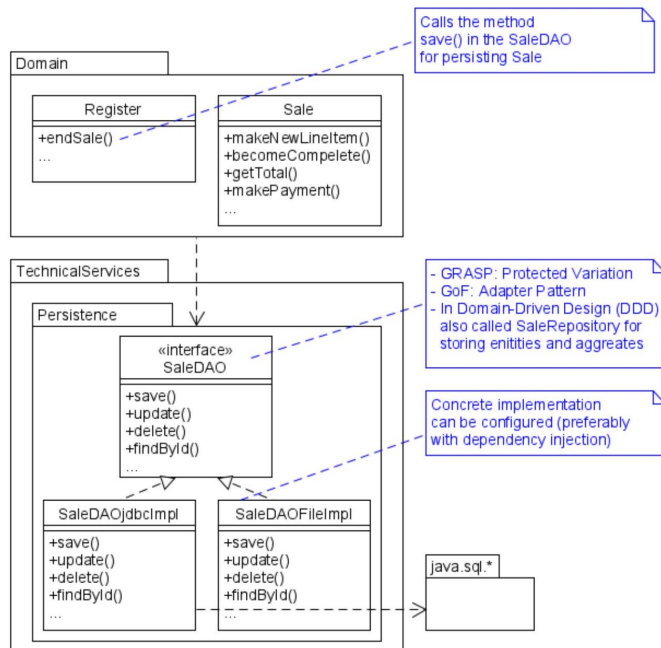 Calls the method
save() in the SaleDAO
for persisting Sale
Domain
Register
+endSale()
...
Sale
+makeNewLineItem()
+becomeCompelete()
+getTotal()
+makePayment()
...
TechnicalServices
- GRASP: Protected Variation
- GoF: Adapter Pattern
- In Domain-Driven Design (DDD)
also called SaleRepository for
storing enitities and aggreates
Persistence
«interface»
SaleDAO
+save()
+update()
+delete()
+findById()
...
Concrete implementation
can be configured (preferably
with dependency injection)
SaleDAOjdbcImpl
+save()
+update()
+delete()
+findById()
...
SaleDAOFileImpl
+save()
+update()
+delete()
+findById()
...
java.sql.*